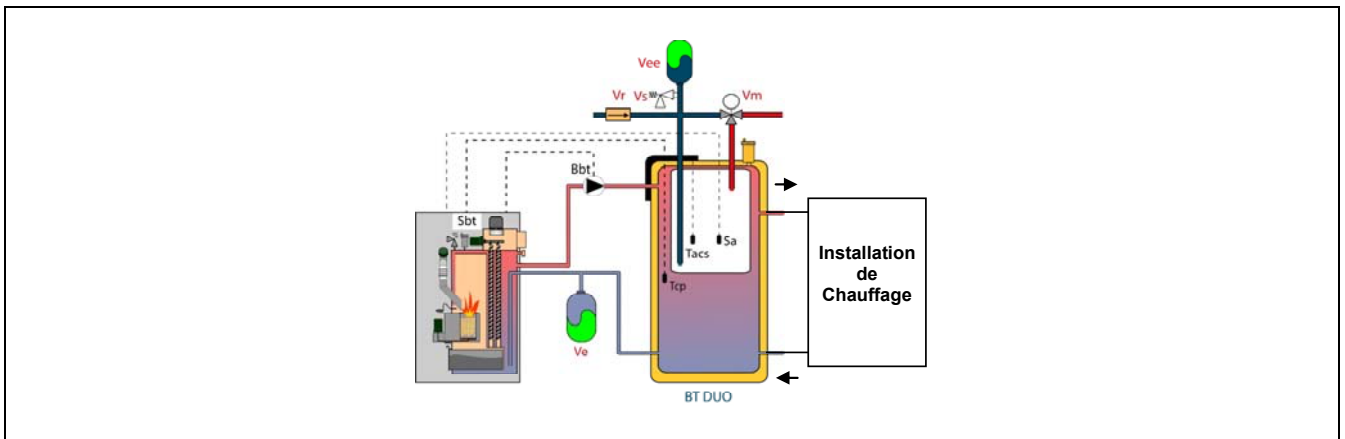 Vee
Vr
Vs
Vm
Bbt
Sbt
Tacs
Sa
Tcp
Ve
Installation
de
Chauffage
BT DUO